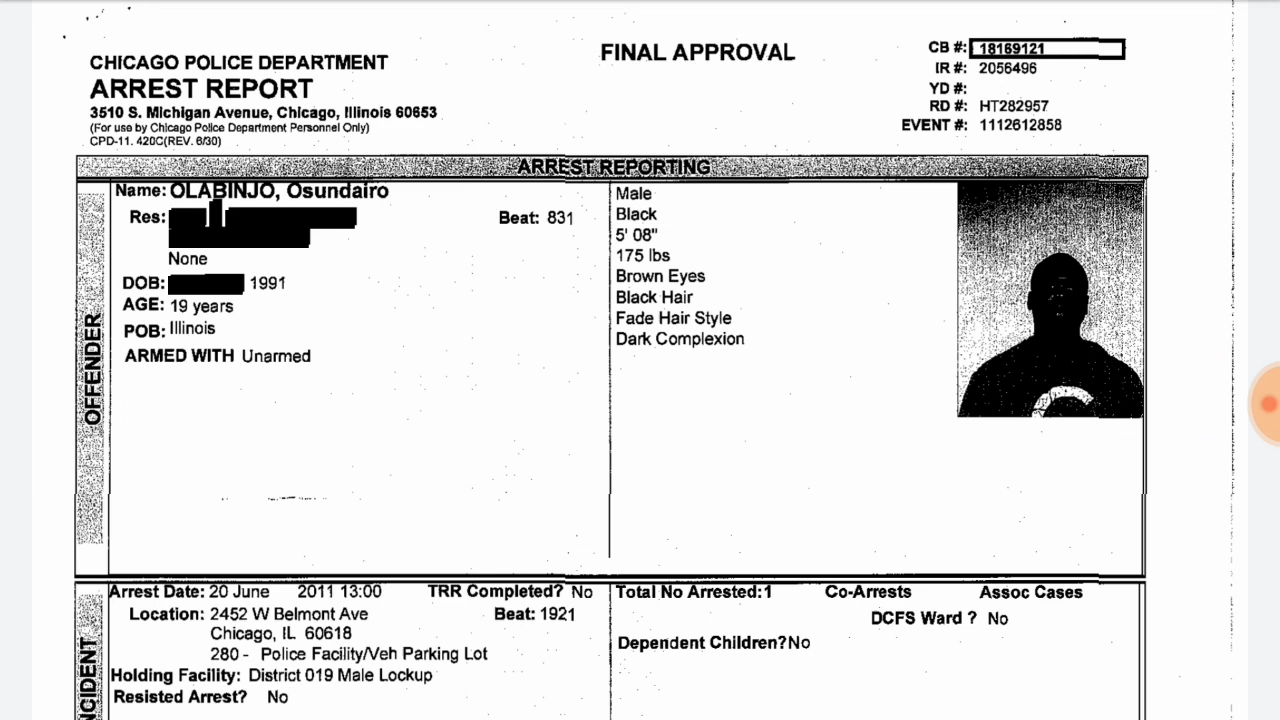 CHICAGO POLICE DEPARTMENT
ARREST REPORT
3510 S. Michigan Avenue, Chicago, Illinois 60653
(For use by Chicago Police Department Personnel Only)
CPD-11. 420C(REV. 6/30)
FINAL APPROVAL
CB #: 18169121
IR #: 2056496
YD #:
RD #: HT282957
EVENT #: 1112612858
ARREST REPORTING
OFFENDER
Name: OLABINJO, Osundairo
Res:
Beat: 831
None
DOB: 1991
AGE: 19 years
POB: Illinois
ARMED WITH Unarmed
Male
Black
5' 08"
175 lbs
Brown Eyes
Black Hair
Fade Hair Style
Dark Complexion
NCIDENT
Arrest Date: 20 June 2011 13:00 TRR Completed? No
Location: 2452 W Belmont Ave Beat: 1921
Chicago, IL 60618
280 - Police Facility/Veh Parking Lot
Holding Facility: District 019 Male Lockup
Resisted Arrest? No
Total No Arrested:1 Co-Arrests Assoc Cases
DCFS Ward ? No
Dependent Children?No